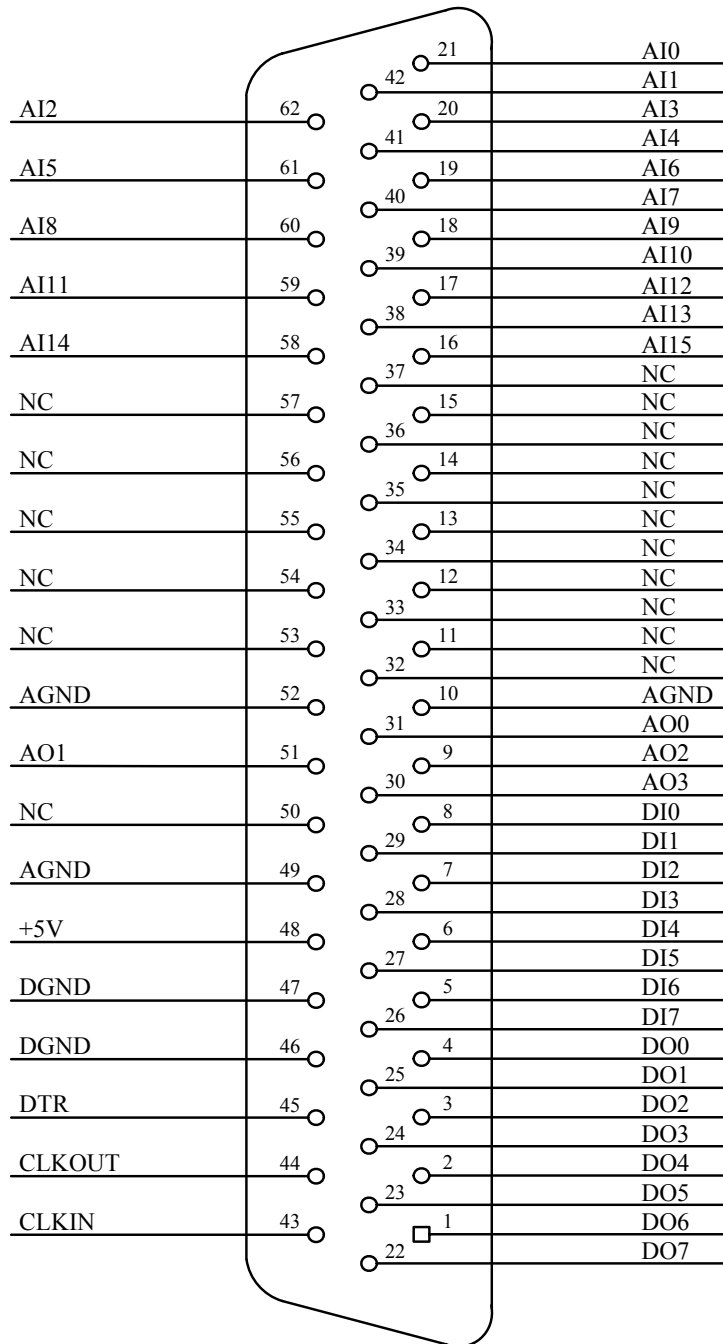 21 AI0
42 AI1
AI2 62 20 AI3
41 AI4
AI5 61 19 AI6
40 AI7
AI8 60 18 AI9
39 AI10
AI11 59 17 AI12
38 AI13
AI14 58 16 AI15
37 NC
NC 57 15 NC
36 NC
NC 56 14 NC
35 NC
NC 55 13 NC
34 NC
NC 54 12 NC
33 NC
NC 53 11 NC
32 NC
AGND 52 10 AGND
31 AO0
AO1 51 9 AO2
30 AO3
NC 50 8 DI0
29 DI1
AGND 49 7 DI2
28 DI3
+5V 48 6 DI4
27 DI5
DGND 47 5 DI6
26 DI7
DGND 46 4 DO0
25 DO1
DTR 45 3 DO2
24 DO3
CLKOUT 44 2 DO4
23 DO5
CLKIN 43 1 DO6
22 DO7